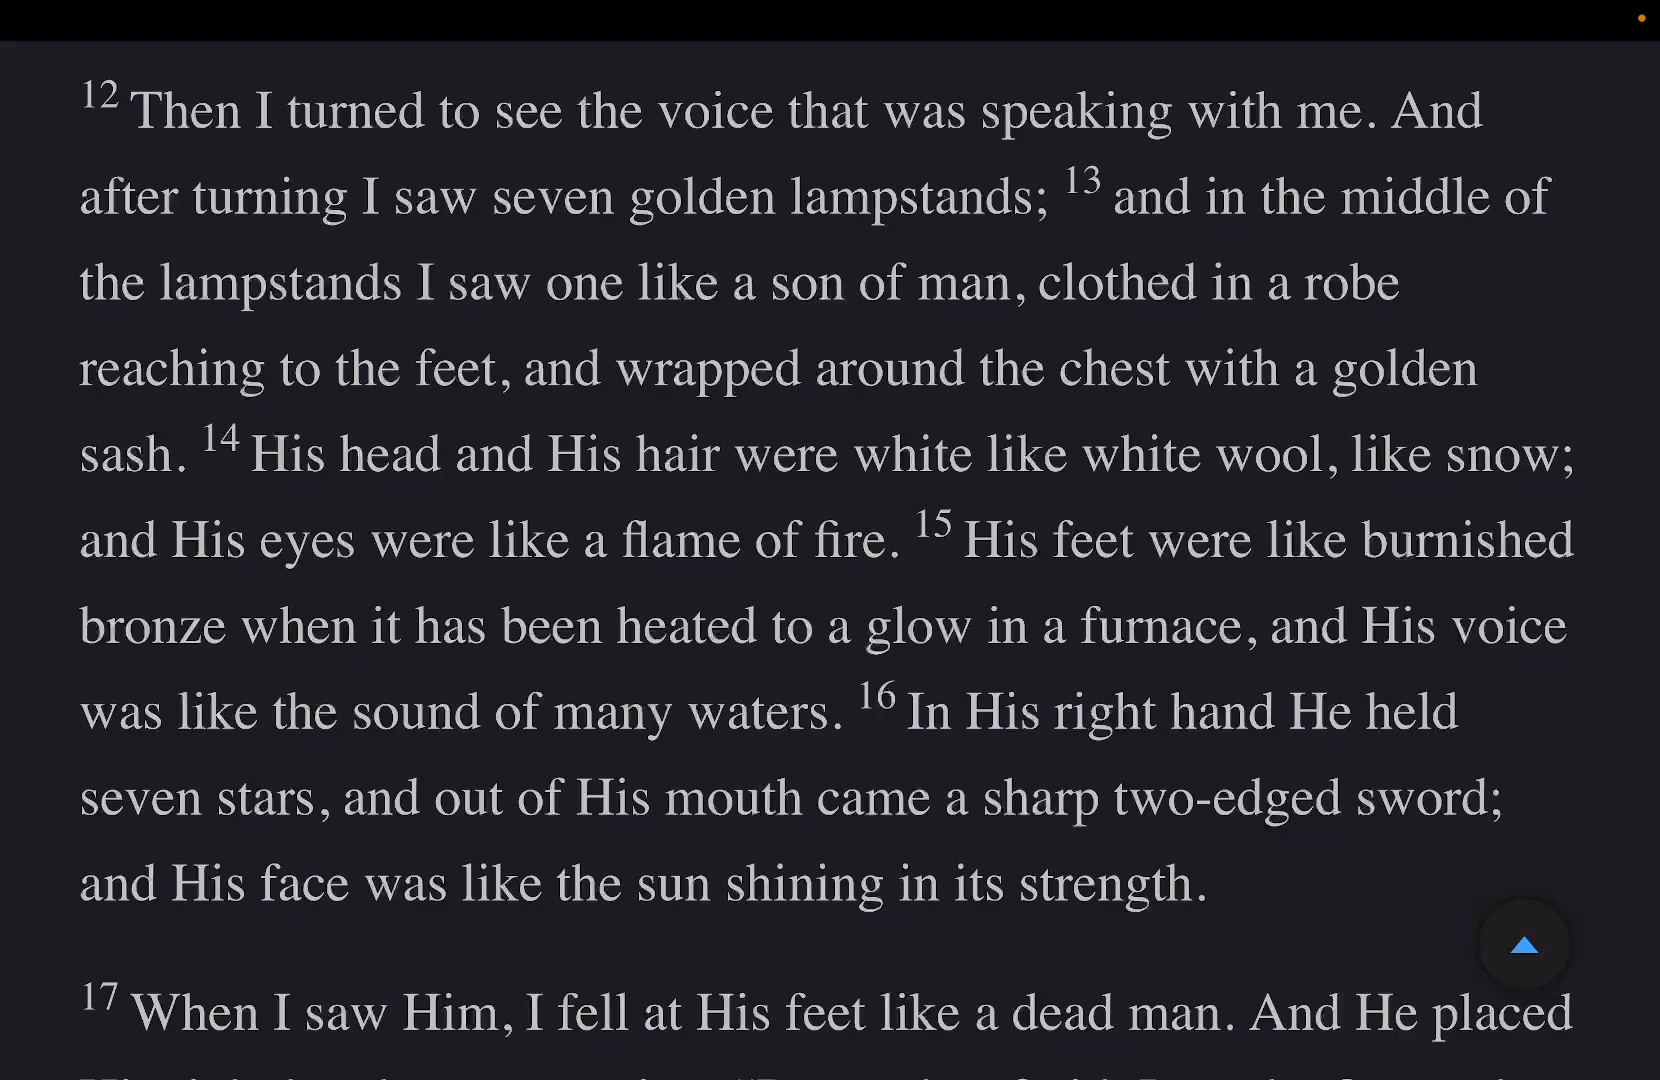 12 Then I turned to see the voice that was speaking with me. And
after turning I saw seven golden lampstands; 13 and in the middle of
the lampstands I saw one like a son of man, clothed in a robe
reaching to the feet, and wrapped around the chest with a golden
sash. 14 His head and His hair were white like white wool, like snow;
and His eyes were like a flame of fire. 15 His feet were like burnished
bronze when it has been heated to a glow in a furnace, and His voice
was like the sound of many waters. 16 In His right hand He held
seven stars, and out of His mouth came a sharp two-edged sword;
and His face was like the sun shining in its strength.
17 When I saw Him, I fell at His feet like a dead man. And He placed